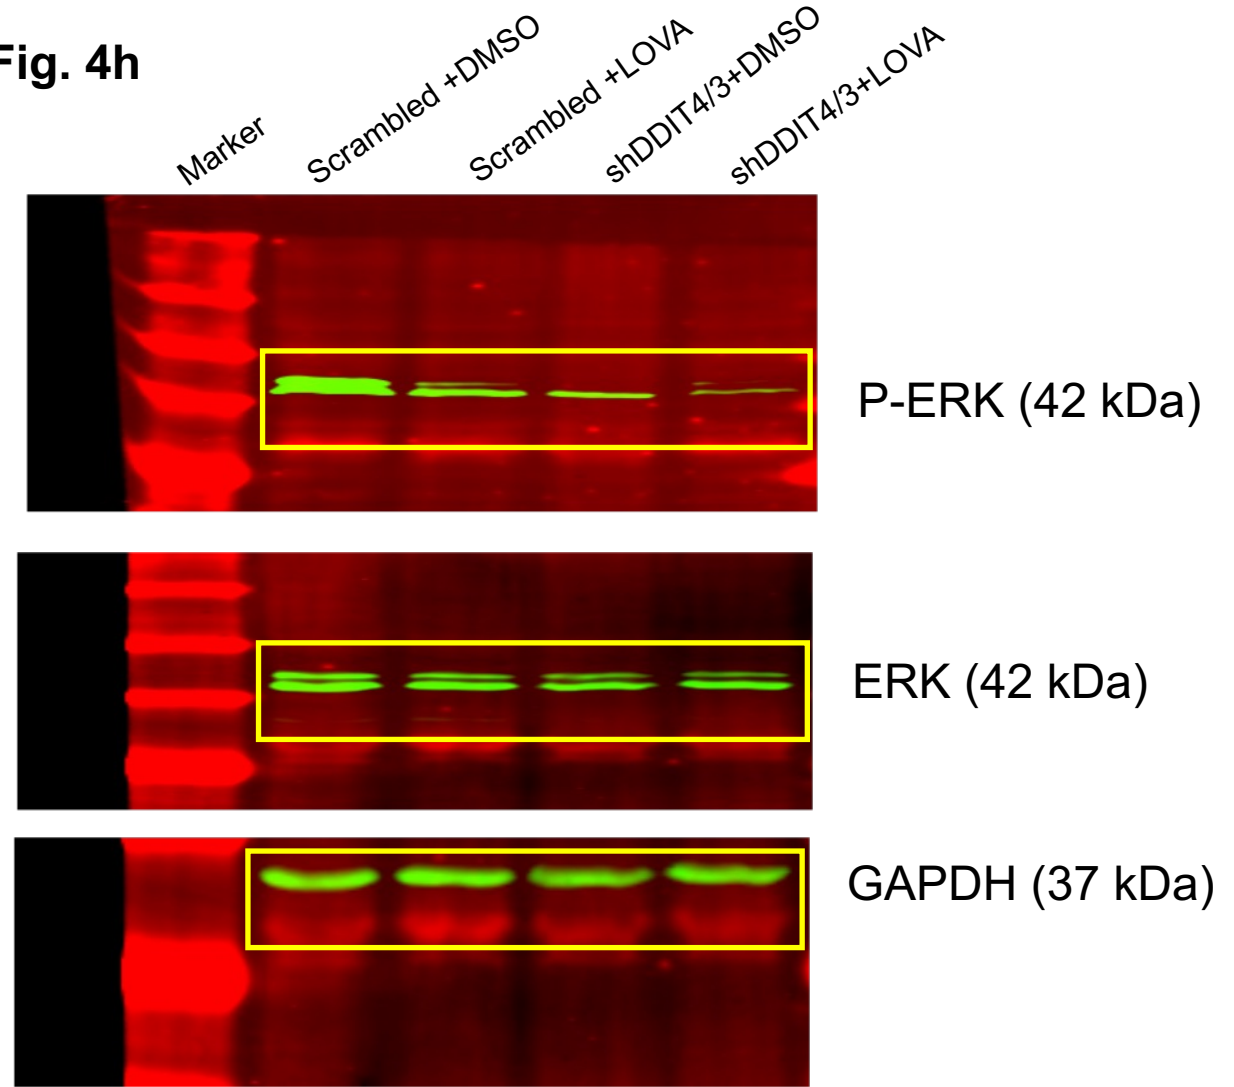 Fig. 4h
Marker
Scrambled +DMSO
Scrambled +LOVA
shDDIT4/3+DMSO
shDDIT4/3+LOVA
P-ERK (42 kDa)
ERK (42 kDa)
GAPDH (37 kDa)